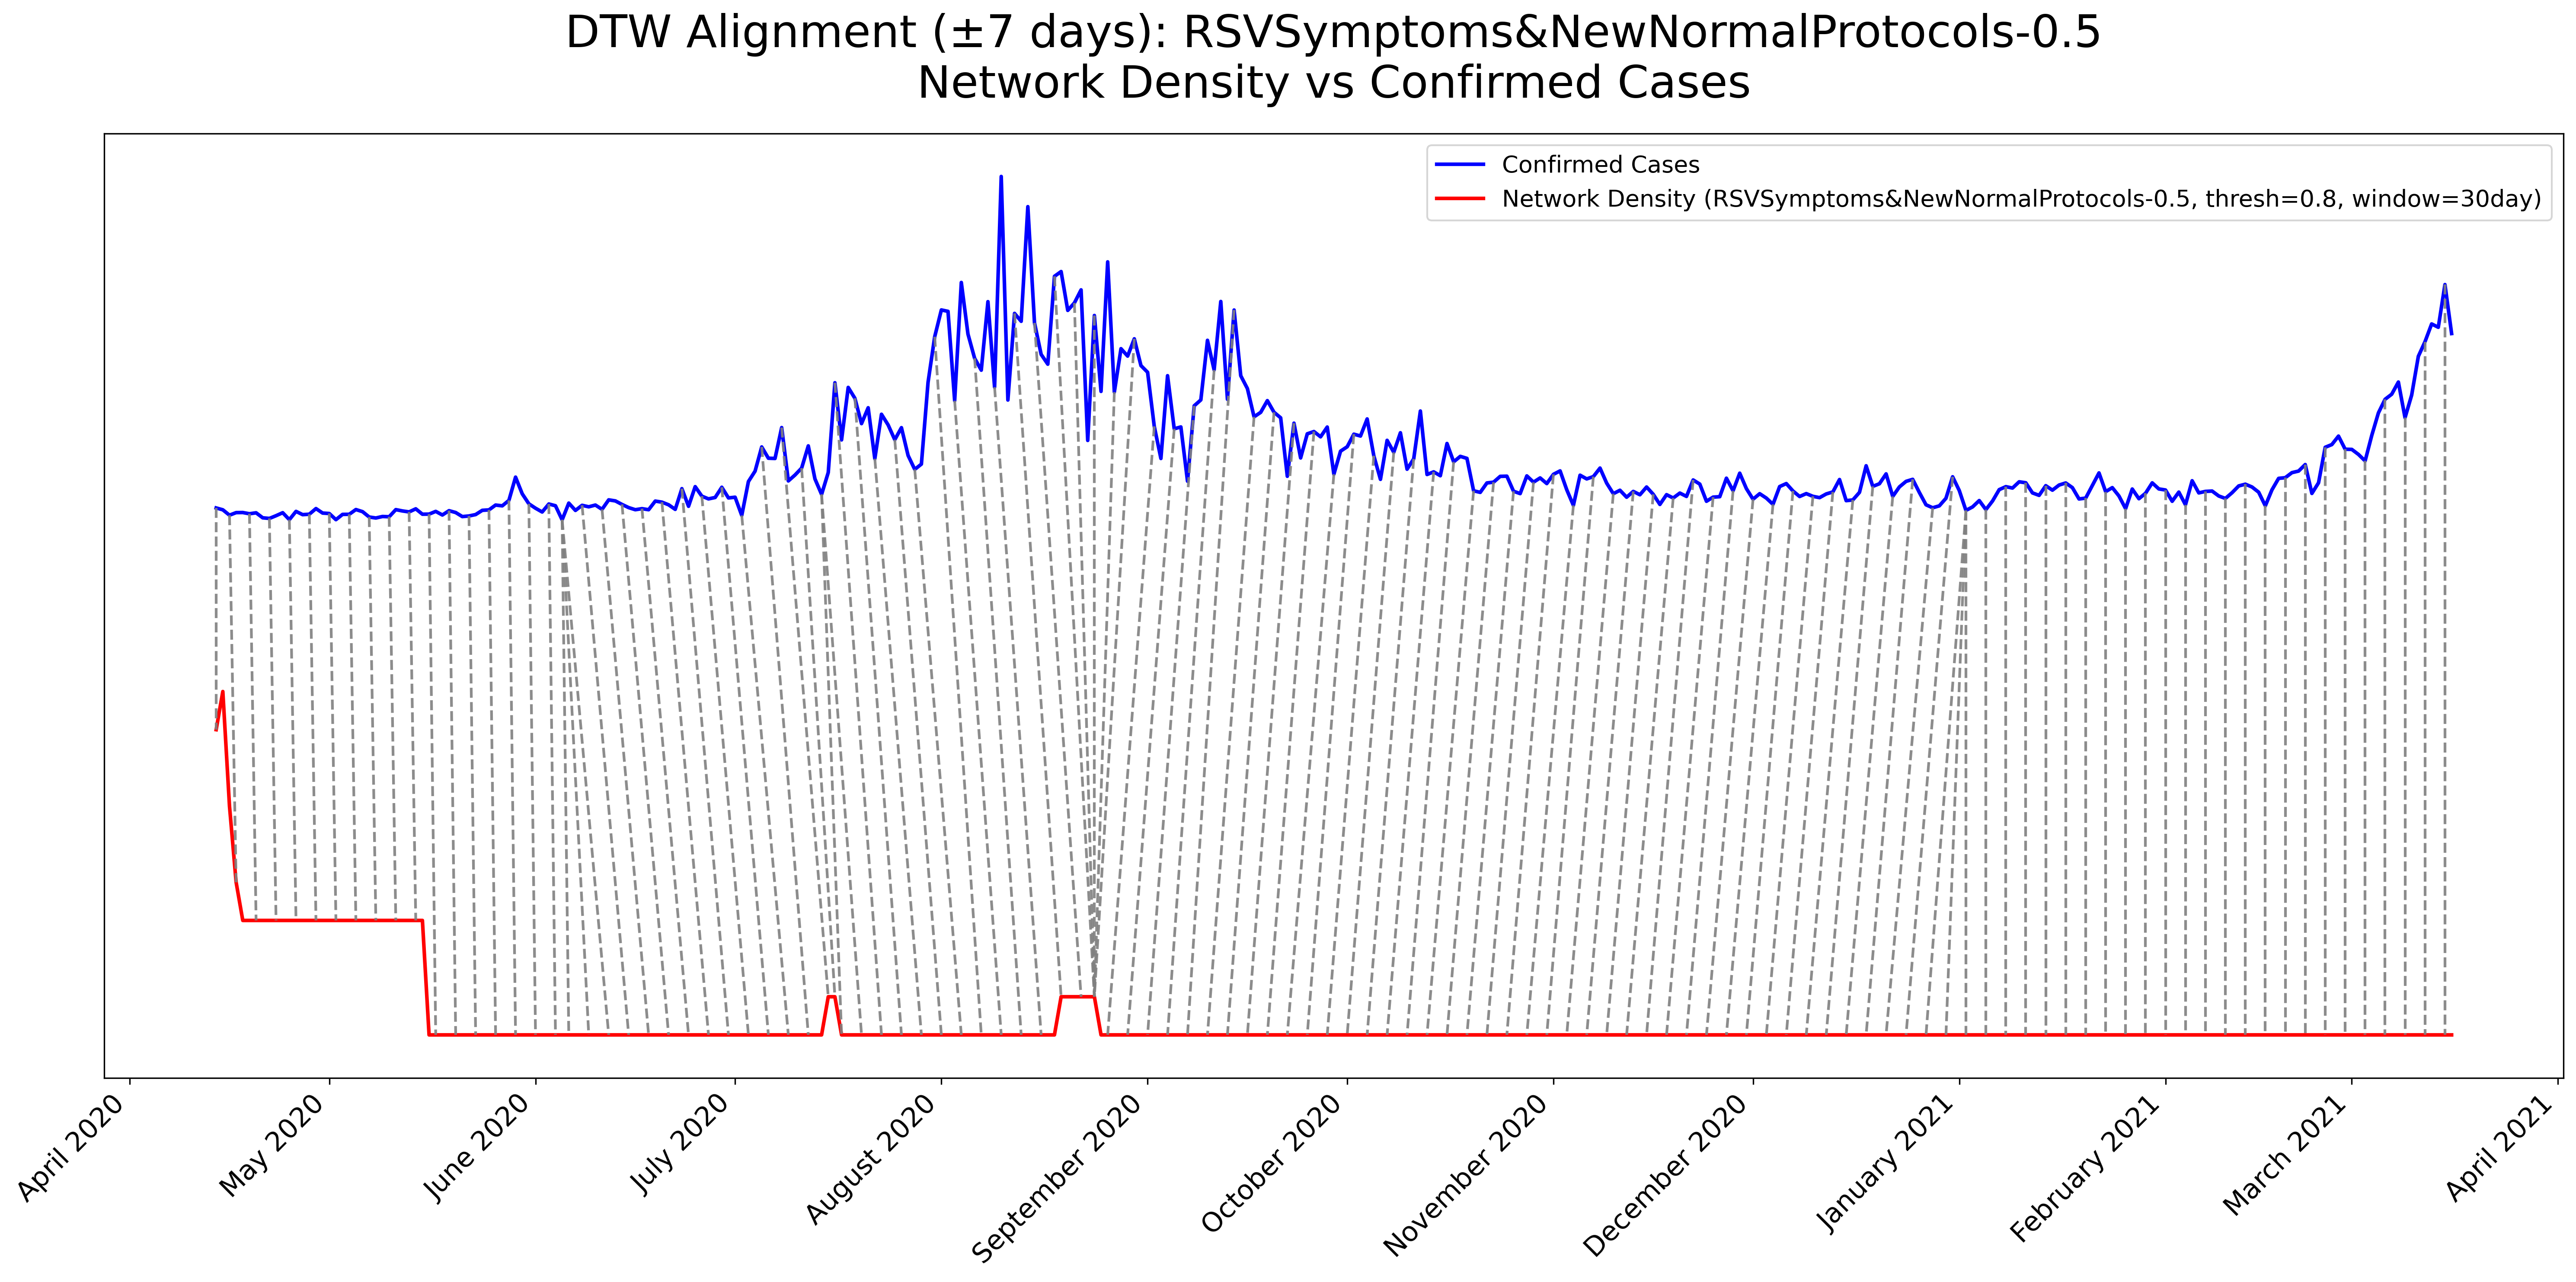 DTW Alignment (±7 days): RSVSymptoms&NewNormalProtocols-0.5
Network Density vs Confirmed Cases
Confirmed Cases
Network Density (RSVSymptoms&NewNormalProtocols-0.5, thresh=0.8, window=30day)
April 2020
May 2020
June 2020
July 2020
August 2020
September 2020
October 2020
November 2020
December 2020
January 2021
February 2021
March 2021
April 2021